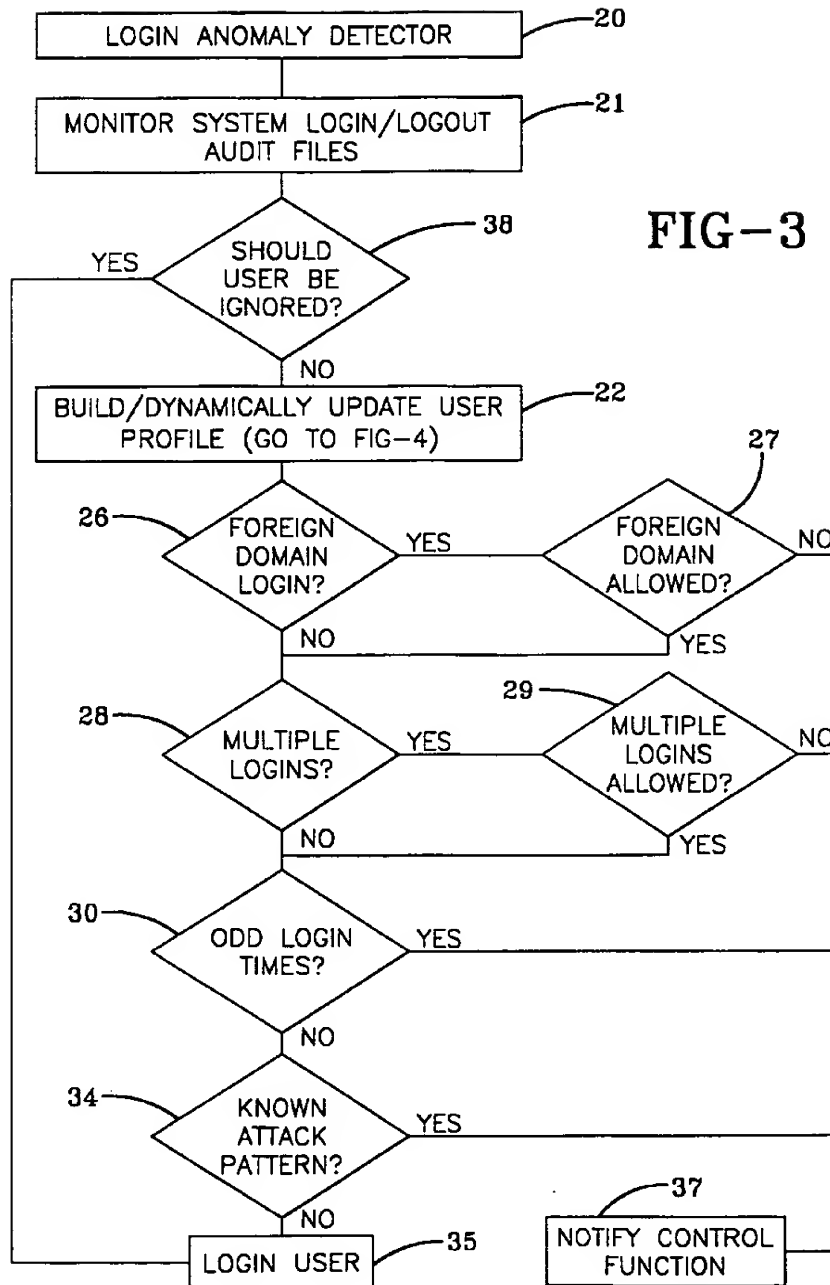 LOGIN ANOMALY DETECTOR
20
MONITOR SYSTEM LOGIN/LOGOUT
AUDIT FILES
21
FIG-3
SHOULD
USER BE
IGNORED?
38
YES
NO
BUILD/DYNAMICALLY UPDATE USER
PROFILE (GO TO FIG-4)
22
26
FOREIGN
DOMAIN
LOGIN?
YES
NO
27
FOREIGN
DOMAIN
ALLOWED?
NO
YES
28
MULTIPLE
LOGINS?
YES
NO
29
MULTIPLE
LOGINS
ALLOWED?
NO
YES
30
ODD LOGIN
TIMES?
YES
NO
34
KNOWN
ATTACK
PATTERN?
YES
NO
LOGIN USER
35
37
NOTIFY CONTROL
FUNCTION